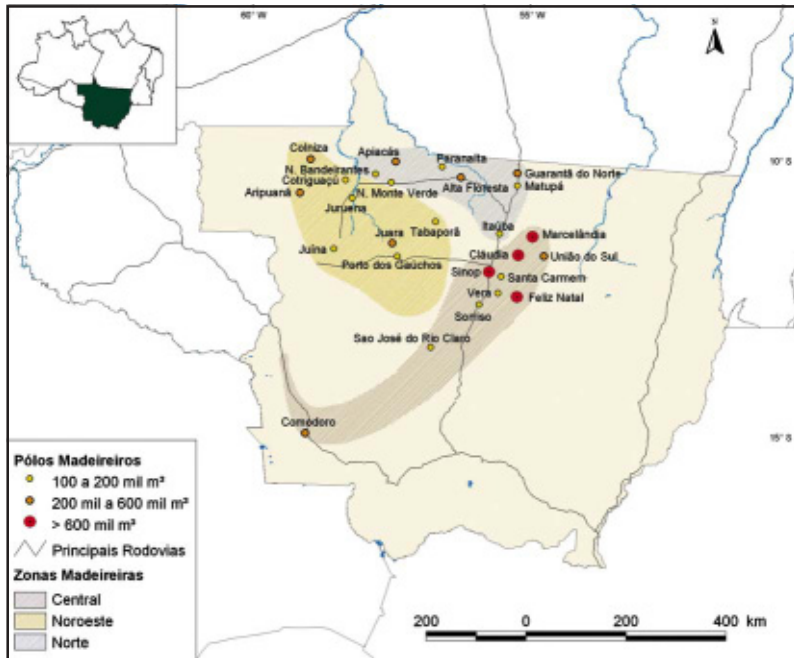 60° W
55° W
N
10° S
15° S
Colniza
Apiacás
Paranaíta
N. Bandeirantes
Guarantã do Norte
Cotriguaçú
Alta Floresta
Matupá
Aripuanã
N. Monte Verde
Juruena
Tabaporã
Itaúba
Marcelândia
Juara
Cláudia
União do Sul
Juína
Porto dos Gaúchos
Sinop
Santa Carmem
Vera
Feliz Natal
Sorriso
Sao José do Rio Claro
Comodoro
Pólos Madeireiros
100 a 200 mil m³
200 mil a 600 mil m³
> 600 mil m³
Principais Rodovias
Zonas Madeireiras
Central
Noroeste
Norte
200 0 200 400 km